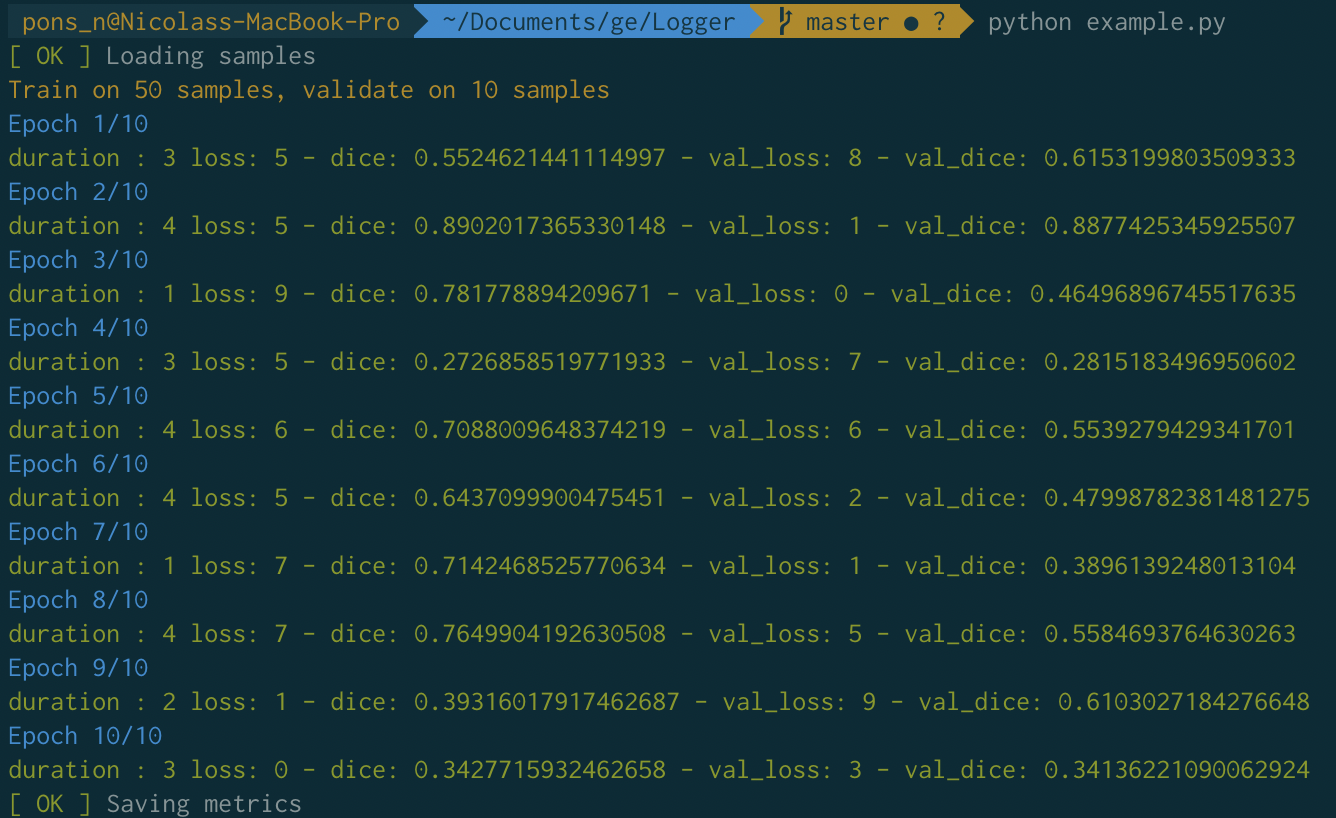 pons_n@Nicolass-MacBook-Pro ~/Documents/ge/Logger master ● ? python example.py
[ OK ] Loading samples
Train on 50 samples, validate on 10 samples
Epoch 1/10
duration : 3 loss: 5 - dice: 0.5524621441114997 - val_loss: 8 - val_dice: 0.6153199803509333
Epoch 2/10
duration : 4 loss: 5 - dice: 0.8902017365330148 - val_loss: 1 - val_dice: 0.8877425345925507
Epoch 3/10
duration : 1 loss: 9 - dice: 0.781778894209671 - val_loss: 0 - val_dice: 0.46496896745517635
Epoch 4/10
duration : 3 loss: 5 - dice: 0.2726858519771933 - val_loss: 7 - val_dice: 0.2815183496950602
Epoch 5/10
duration : 4 loss: 6 - dice: 0.7088009648374219 - val_loss: 6 - val_dice: 0.5539279429341701
Epoch 6/10
duration : 4 loss: 5 - dice: 0.6437099900475451 - val_loss: 2 - val_dice: 0.47998782381481275
Epoch 7/10
duration : 1 loss: 7 - dice: 0.7142468525770634 - val_loss: 1 - val_dice: 0.3896139248013104
Epoch 8/10
duration : 4 loss: 7 - dice: 0.7649904192630508 - val_loss: 5 - val_dice: 0.5584693764630263
Epoch 9/10
duration : 2 loss: 1 - dice: 0.39316017917462687 - val_loss: 9 - val_dice: 0.6103027184276648
Epoch 10/10
duration : 3 loss: 0 - dice: 0.3427715932462658 - val_loss: 3 - val_dice: 0.34136221090062924
[ OK ] Saving metrics